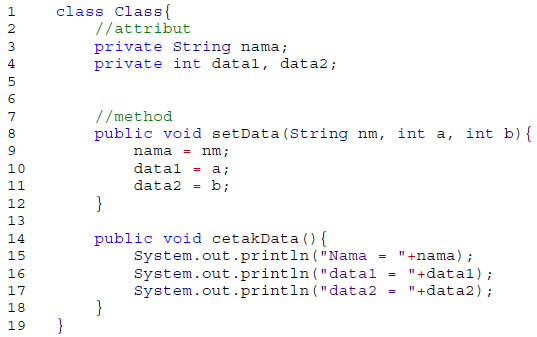 1 class Class{
2 //attribut
3 private String nama;
4 private int data1, data2;
5
6
7 //method
8 public void setData(String nm, int a, int b){
9 nama = nm;
10 data1 = a;
11 data2 = b;
12 }
13
14 public void cetakData(){
15 System.out.println("Nama = "+nama);
16 System.out.println("data1 = "+data1);
17 System.out.println("data2 = "+data2);
18 }
19 }